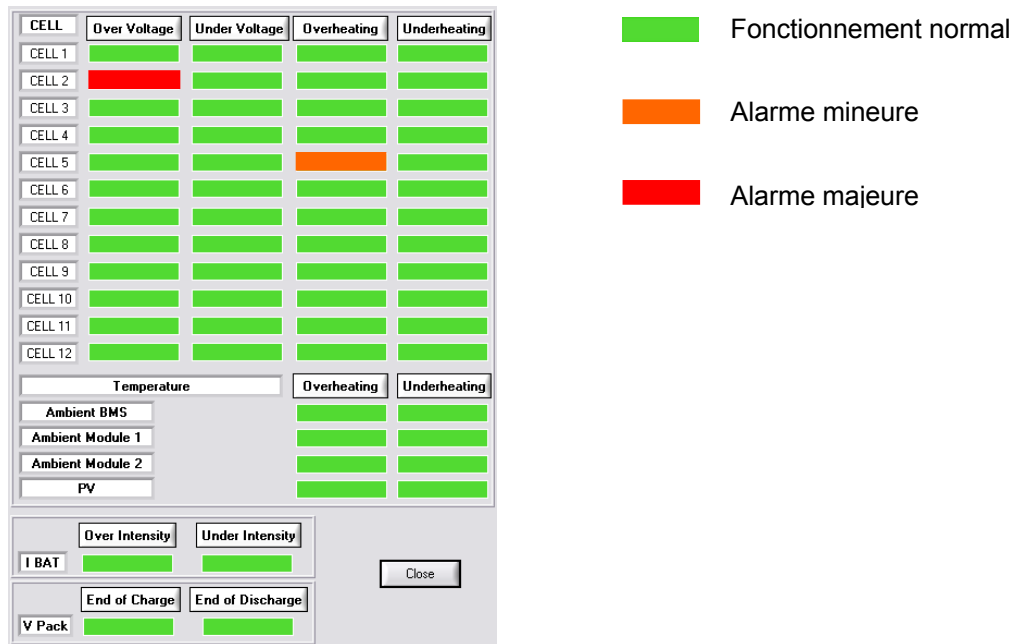 CELL Over Voltage Under Voltage Overheating Underheating
CELL 1
CELL 2
CELL 3
CELL 4
CELL 5
CELL 6
CELL 7
CELL 8
CELL 9
CELL 10
CELL 11
CELL 12
Temperature Overheating Underheating
Ambient BMS
Ambient Module 1
Ambient Module 2
PV
Over Intensity Under Intensity
I BAT
Close
End of Charge End of Discharge
V Pack
Fonctionnement normal
Alarme mineure
Alarme majeure